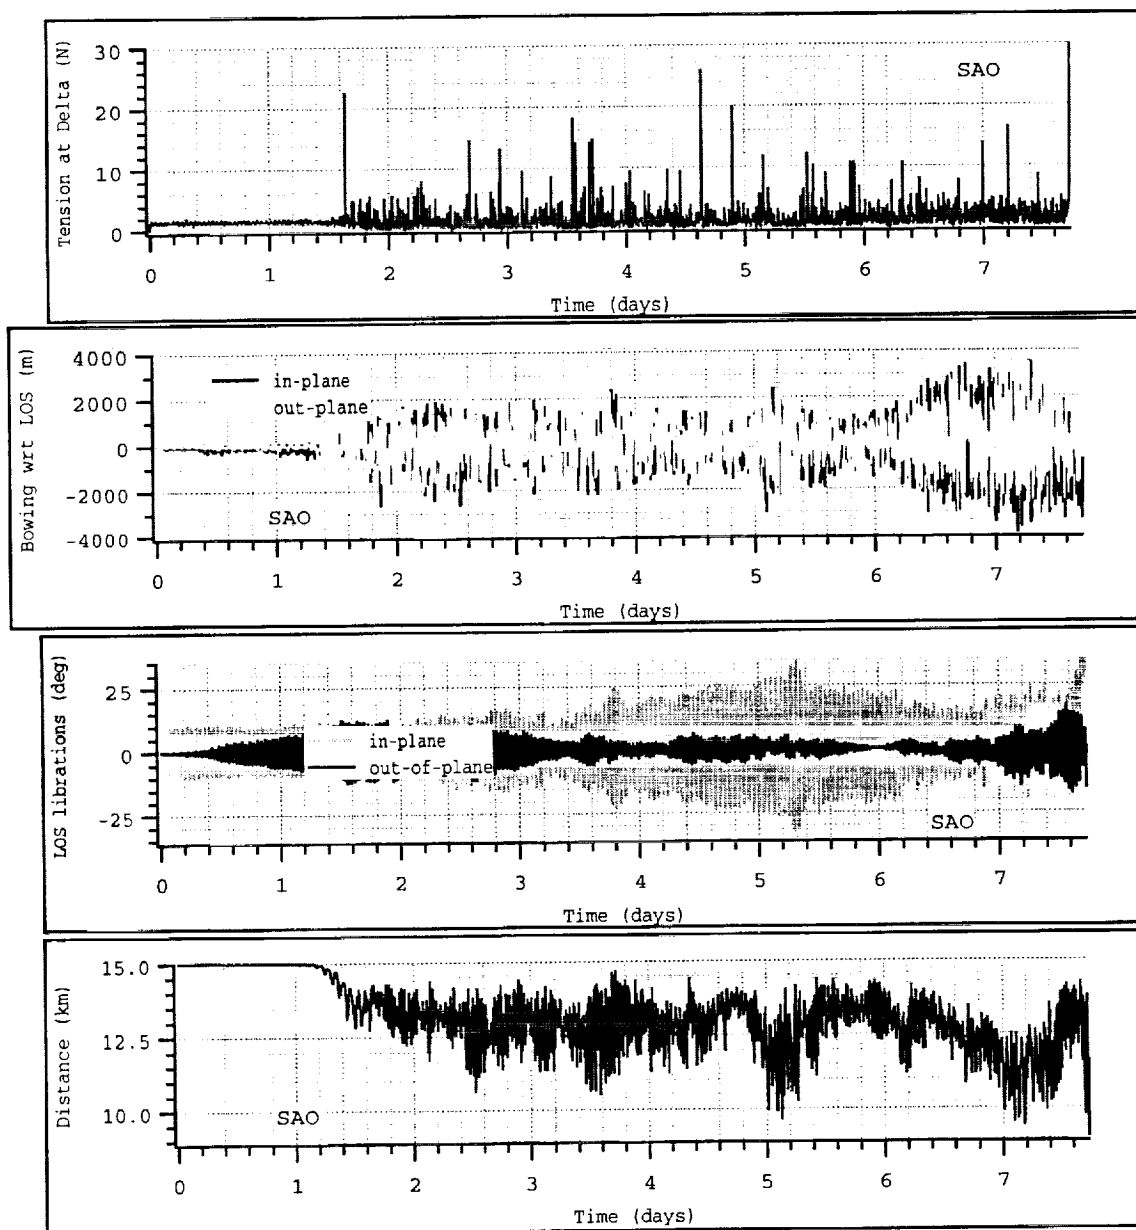 Tension at Delta (N)
30
20
10
0
SAO
0 1 2 3 4 5 6 7
Time (days)
Bowing wrt LOS (m)
4000
2000
0
-2000
-4000
in-plane
out-plane
SAO
0 1 2 3 4 5 6 7
Time (days)
LOS librations (deg)
25
0
-25
in-plane
out-of-plane
SAO
0 1 2 3 4 5 6 7
Time (days)
Distance (km)
15.0
12.5
10.0
SAO
0 1 2 3 4 5 6 7
Time (days)